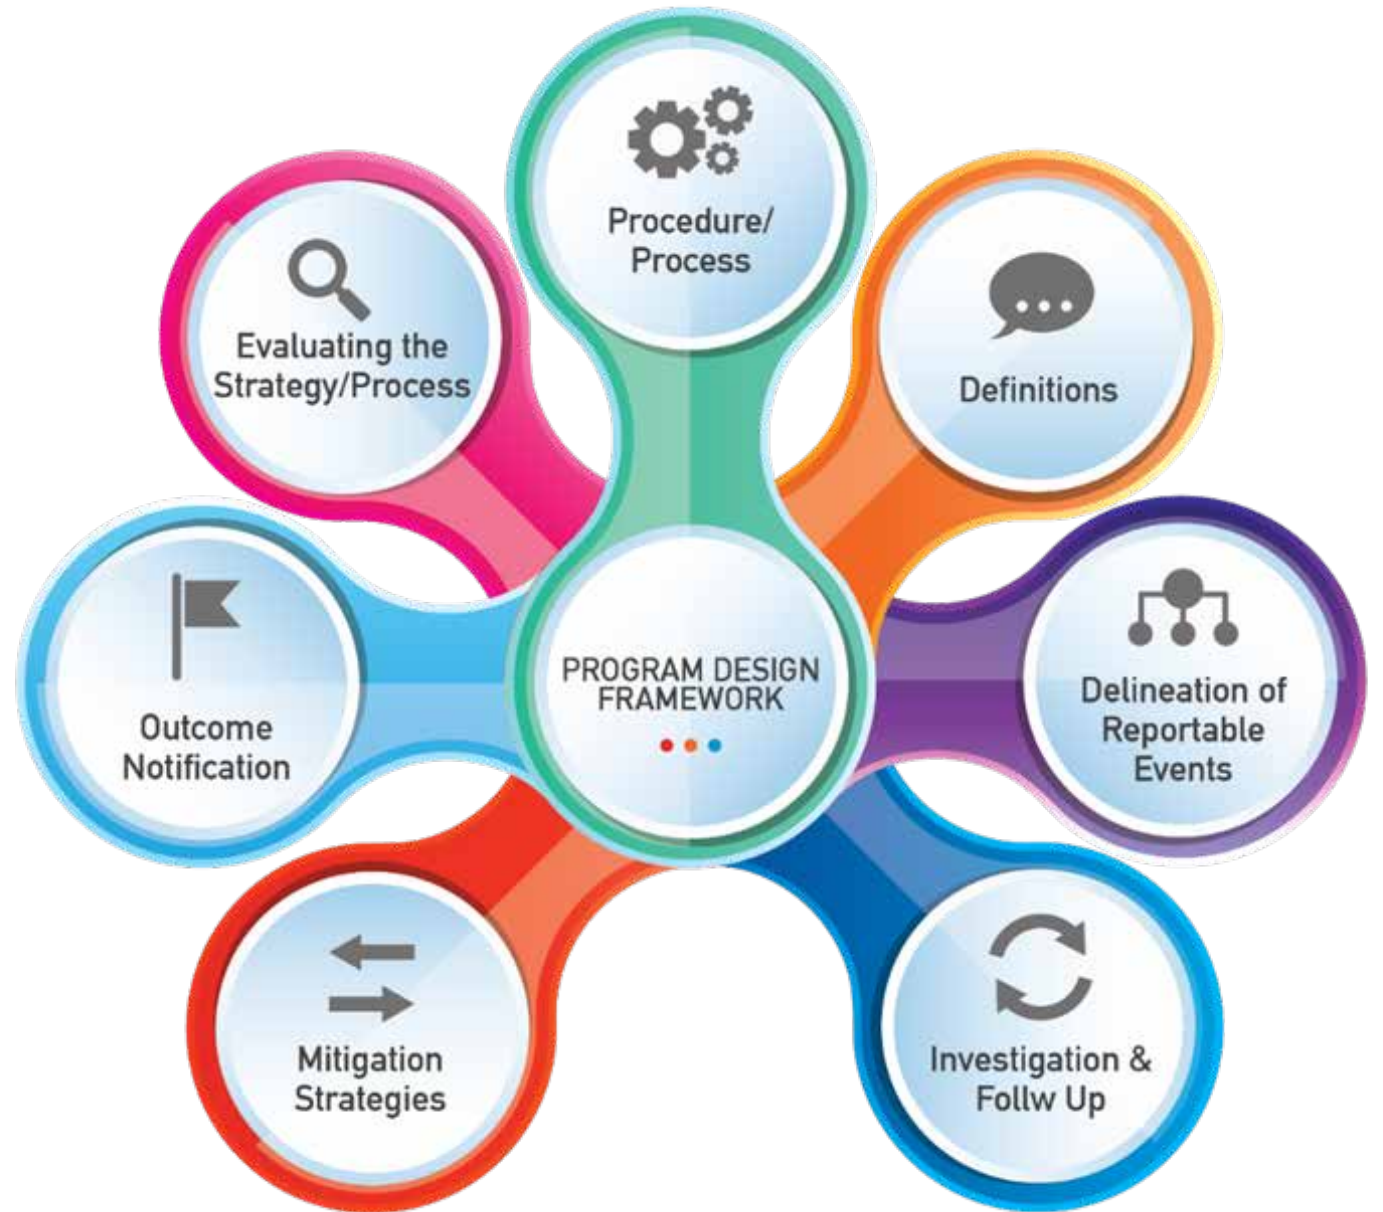 Procedure/
Process
Definitions
Delineation of
Reportable
Events
Investigation &
Follw Up
Mitigation
Strategies
Outcome
Notification
Evaluating the
Strategy/Process
PROGRAM DESIGN
FRAMEWORK